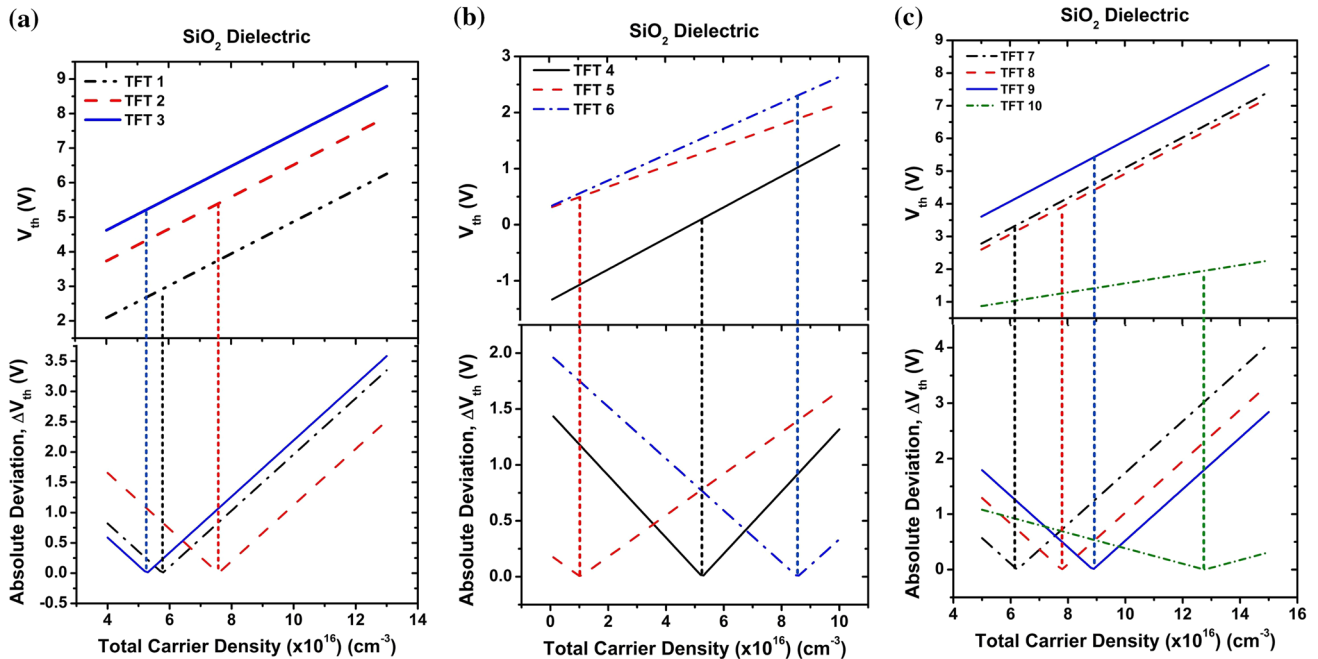 (a)
SiO2 Dielectric
TFT 1
TFT 2
TFT 3
9
8
7
6
5
4
3
2
Vth (V)
3.5
3.0
2.5
2.0
1.5
1.0
0.5
0.0
-0.5
Absolute Deviation, ΔVth (V)
4 6 8 10 12 14
Total Carrier Density (x10^16) (cm^-3)
(b)
SiO2 Dielectric
TFT 4
TFT 5
TFT 6
3
2
1
0
-1
Vth (V)
2.0
1.5
1.0
0.5
0.0
Absolute Deviation, ΔVth (V)
0 2 4 6 8 10
Total Carrier Density (x10^16) (cm^-3)
(c)
SiO2 Dielectric
TFT 7
TFT 8
TFT 9
TFT 10
9
8
7
6
5
4
3
2
1
Vth (V)
4
3
2
1
0
Absolute Deviation, ΔVth (V)
4 6 8 10 12 14 16
Total Carrier Density (x10^16) (cm^-3)